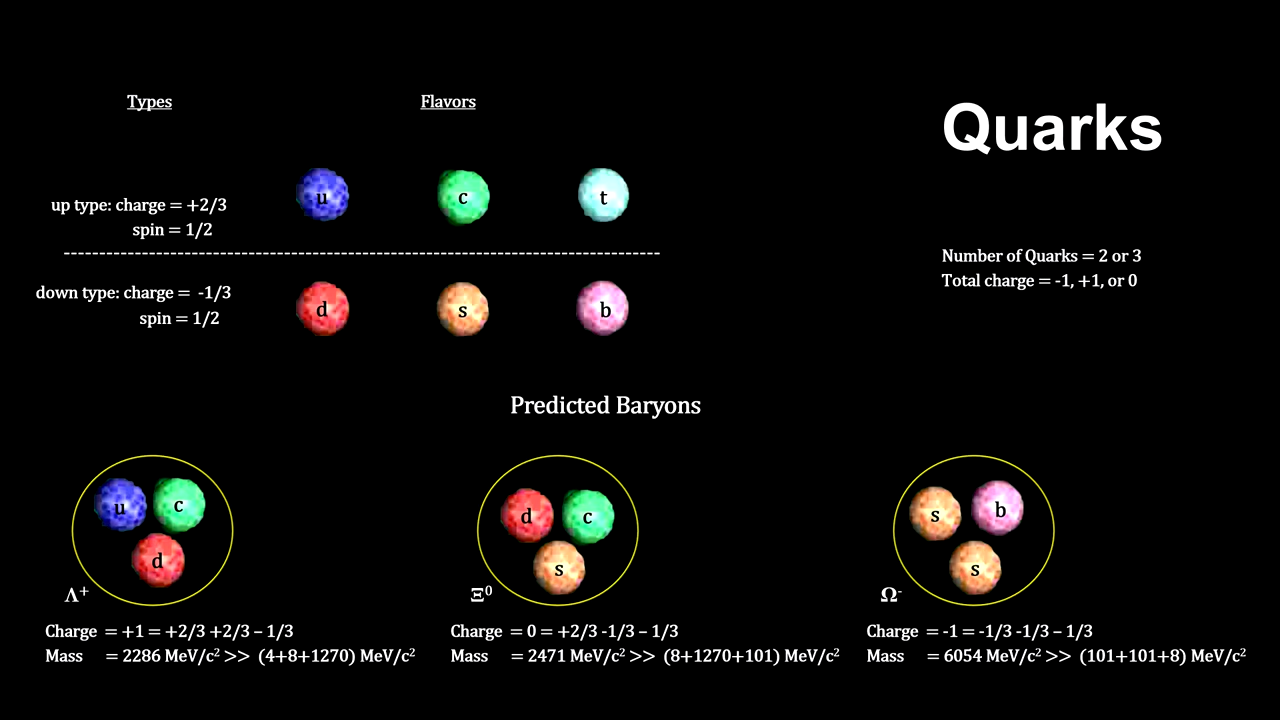 Quarks
Types Flavors
u c t
up type: charge = +2/3
spin = 1/2
--------------------------------------------------------------------------------------
down type: charge = -1/3
spin = 1/2
d s b
Number of Quarks = 2 or 3
Total charge = -1, +1, or 0
Predicted Baryons
u c d
Λ⁺
Charge = +1 = +2/3 +2/3 – 1/3
Mass = 2286 MeV/c² >> (4+8+1270) MeV/c²
d c s
Ξ⁰
Charge = 0 = +2/3 -1/3 – 1/3
Mass = 2471 MeV/c² >> (8+1270+101) MeV/c²
s b s
Ω⁻
Charge = -1 = -1/3 -1/3 – 1/3
Mass = 6054 MeV/c² >> (101+101+8) MeV/c²